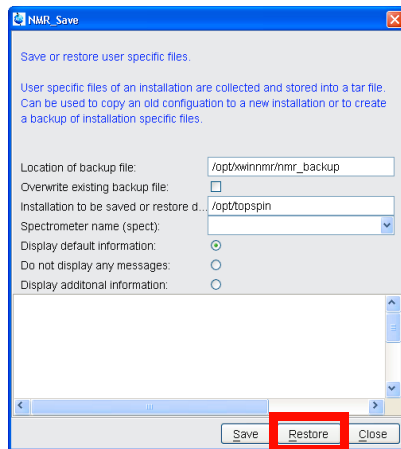 NMR_Save
Save or restore user specific files.
User specific files of an installation are collected and stored into a tar file.
Can be used to copy an old configuation to a new installation or to create
a backup of installation specific files.
Location of backup file: /opt/xwinnmr/nmr_backup
Overwrite existing backup file:
Installation to be saved or restore d... /opt/topspin
Spectrometer name (spect):
Display default information:
Do not display any messages:
Display additonal information:
Save Restore Close